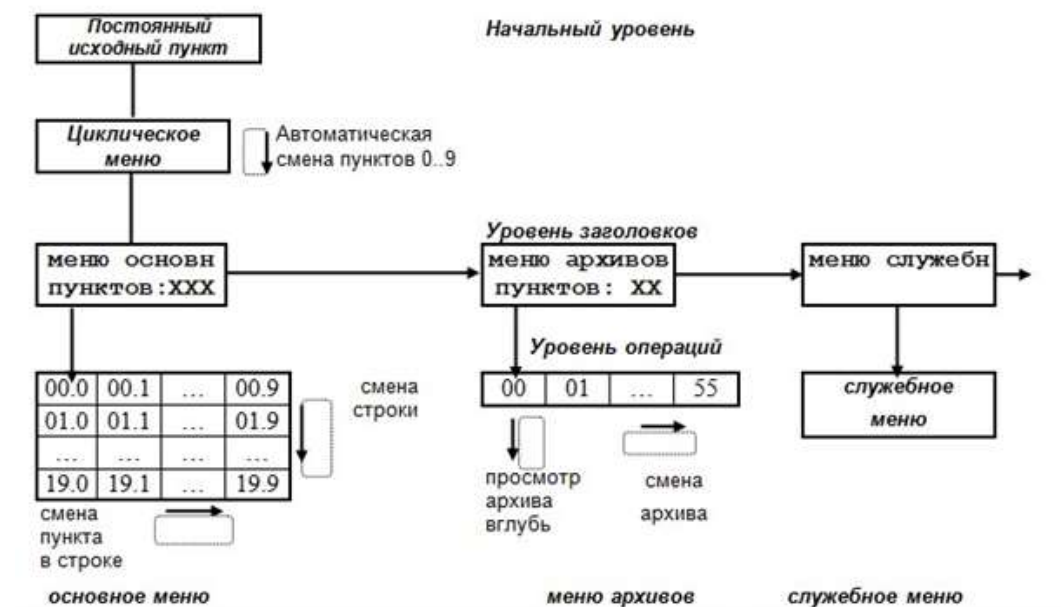 Постоянный
исходный пункт
Начальный уровень
Циклическое
меню
Автоматическая
смена пунктов 0..9
Уровень заголовков
меню основн
пунктов:XXX
меню архивов
пунктов: XX
меню служебн
Уровень операций
00.0 00.1 ... 00.9
01.0 01.1 ... 01.9
... ... ... ...
19.0 19.1 ... 19.9
смена
строки
00 01 ... 55
служебное
меню
просмотр
архива
вглубь
смена
архива
смена
пункта
в строке
основное меню
меню архивов
служебное меню